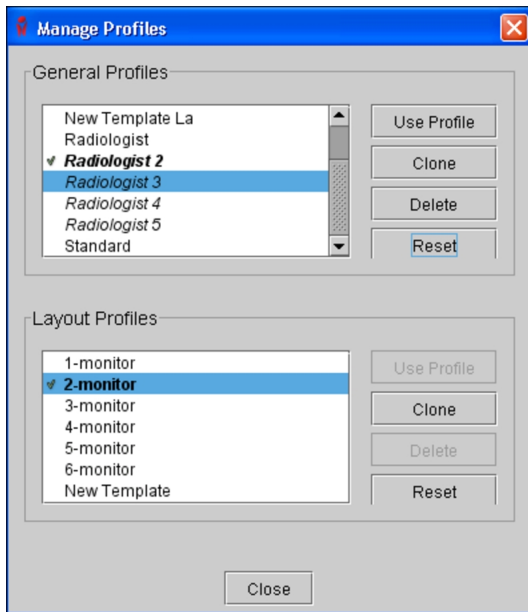 Manage Profiles
General Profiles
New Template La
Radiologist
Radiologist 2
Radiologist 3
Radiologist 4
Radiologist 5
Standard
Use Profile
Clone
Delete
Reset
Layout Profiles
1-monitor
2-monitor
3-monitor
4-monitor
5-monitor
6-monitor
New Template
Use Profile
Clone
Delete
Reset
Close